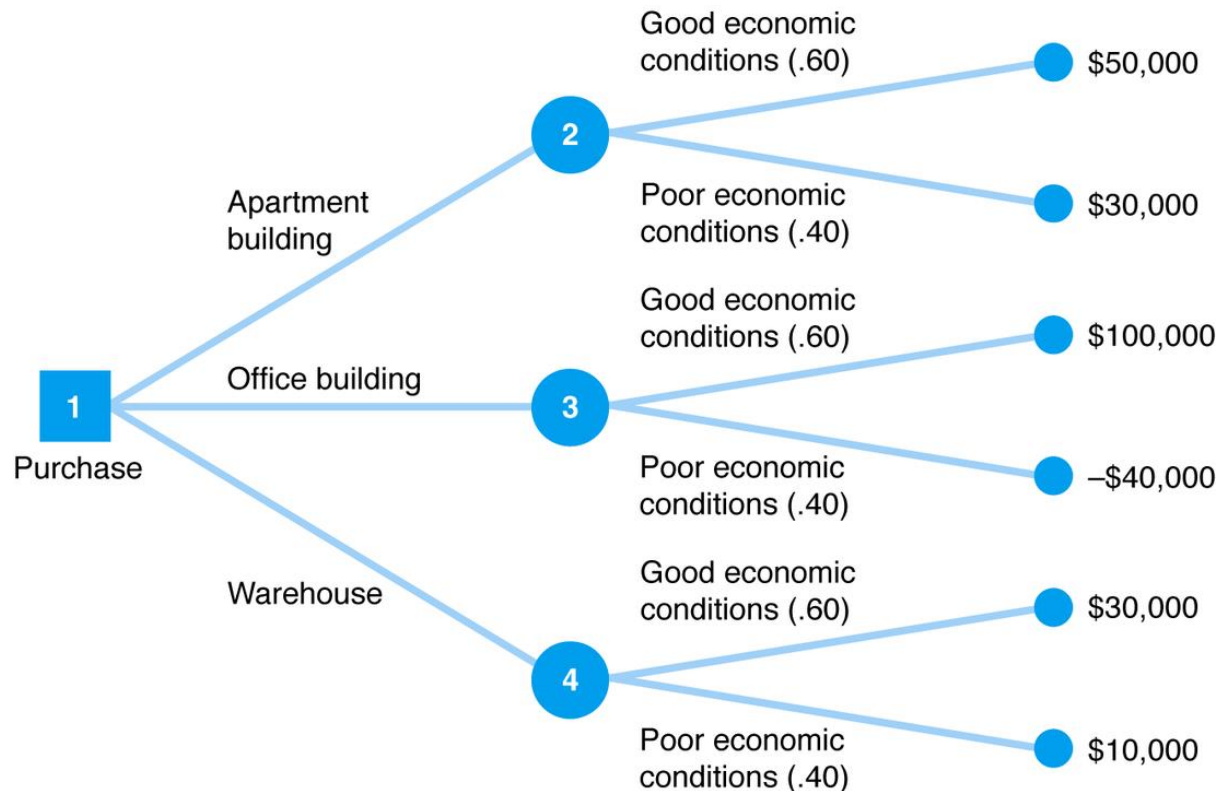 Good economic
conditions (.60)
$50,000
2
Poor economic
conditions (.40)
$30,000
Apartment
building
Good economic
conditions (.60)
$100,000
Office building
1
3
Purchase
Poor economic
conditions (.40)
–$40,000
Good economic
conditions (.60)
$30,000
Warehouse
4
Poor economic
conditions (.40)
$10,000